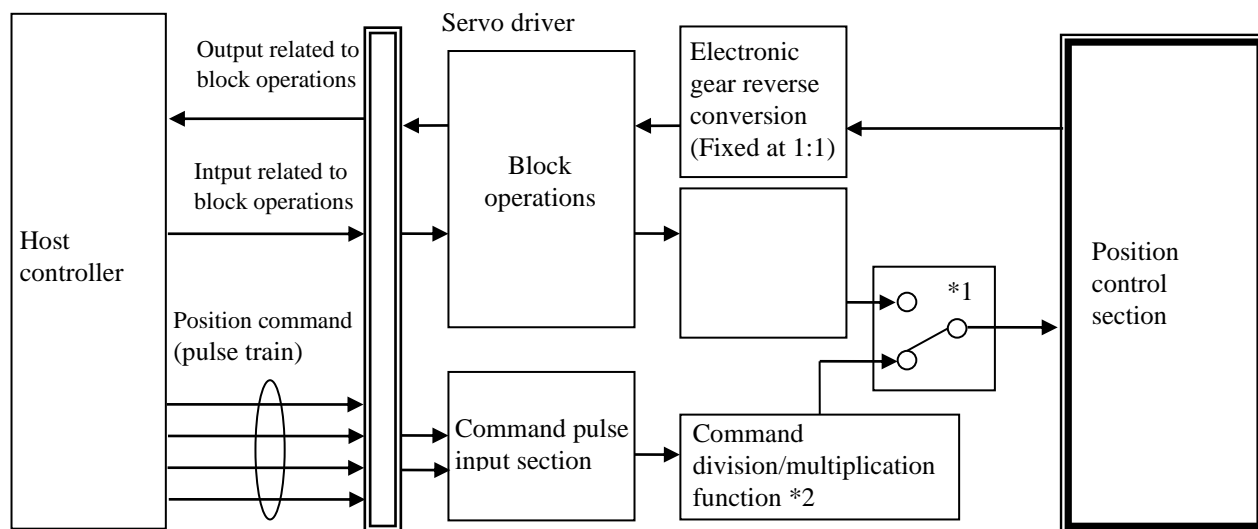 Servo driver
Output related to
block operations
Electronic
gear reverse
conversion
(Fixed at 1:1)
Block
operations
Intput related to
block operations
Host
controller
*1
Position
control
section
Position command
(pulse train)
Command pulse
input section
Command
division/multiplication
function *2